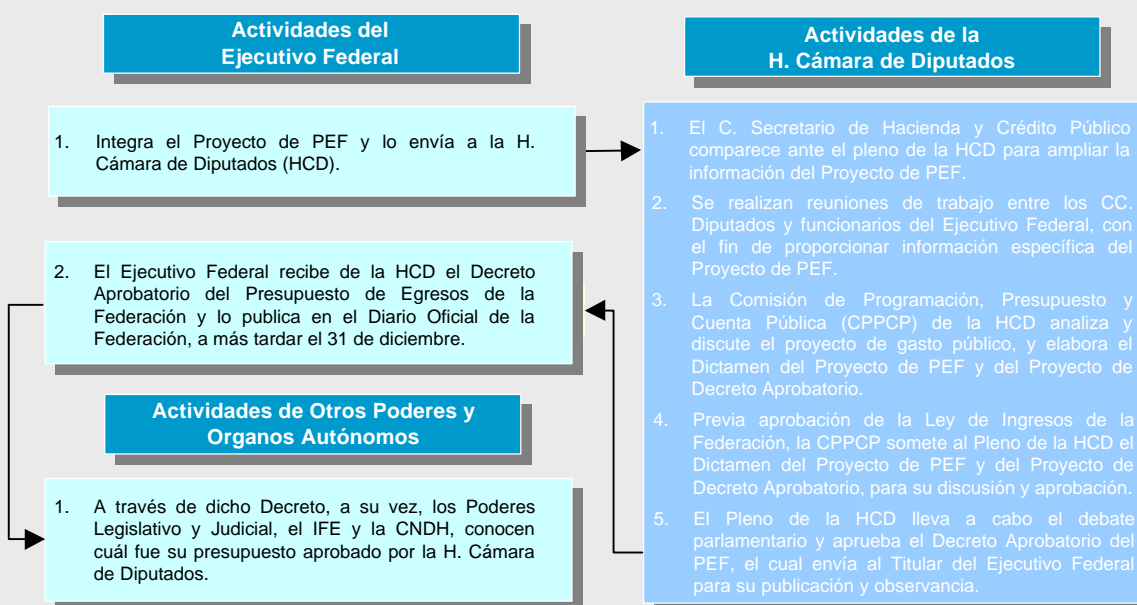 Actividades del
Ejecutivo Federal
1. Integra el Proyecto de PEF y lo envía a la H.
Cámara de Diputados (HCD).
2. El Ejecutivo Federal recibe de la HCD el Decreto
Aprobatorio del Presupuesto de Egresos de la
Federación y lo publica en el Diario Oficial de la
Federación, a más tardar el 31 de diciembre.
Actividades de Otros Poderes y
Organos Autónomos
1. A través de dicho Decreto, a su vez, los Poderes
Legislativo y Judicial, el IFE y la CNDH, conocen
cuál fue su presupuesto aprobado por la H. Cámara
de Diputados.
Actividades de la
H. Cámara de Diputados
1. El C. Secretario de Hacienda y Crédito Público
comparece ante el pleno de la HCD para ampliar la
información del Proyecto de PEF.
2. Se realizan reuniones de trabajo entre los CC.
Diputados y funcionarios del Ejecutivo Federal, con
el fin de proporcionar información específica del
Proyecto de PEF.
3. La Comisión de Programación, Presupuesto y
Cuenta Pública (CPPCP) de la HCD analiza y
discute el proyecto de gasto público, y elabora el
Dictamen del Proyecto de PEF y del Proyecto de
Decreto Aprobatorio.
4. Previa aprobación de la Ley de Ingresos de la
Federación, la CPPCP somete al Pleno de la HCD el
Dictamen del Proyecto de PEF y del Proyecto de
Decreto Aprobatorio, para su discusión y aprobación.
5. El Pleno de la HCD lleva a cabo el debate
parlamentario y aprueba el Decreto Aprobatorio del
PEF, el cual envía al Titular del Ejecutivo Federal
para su publicación y observancia.